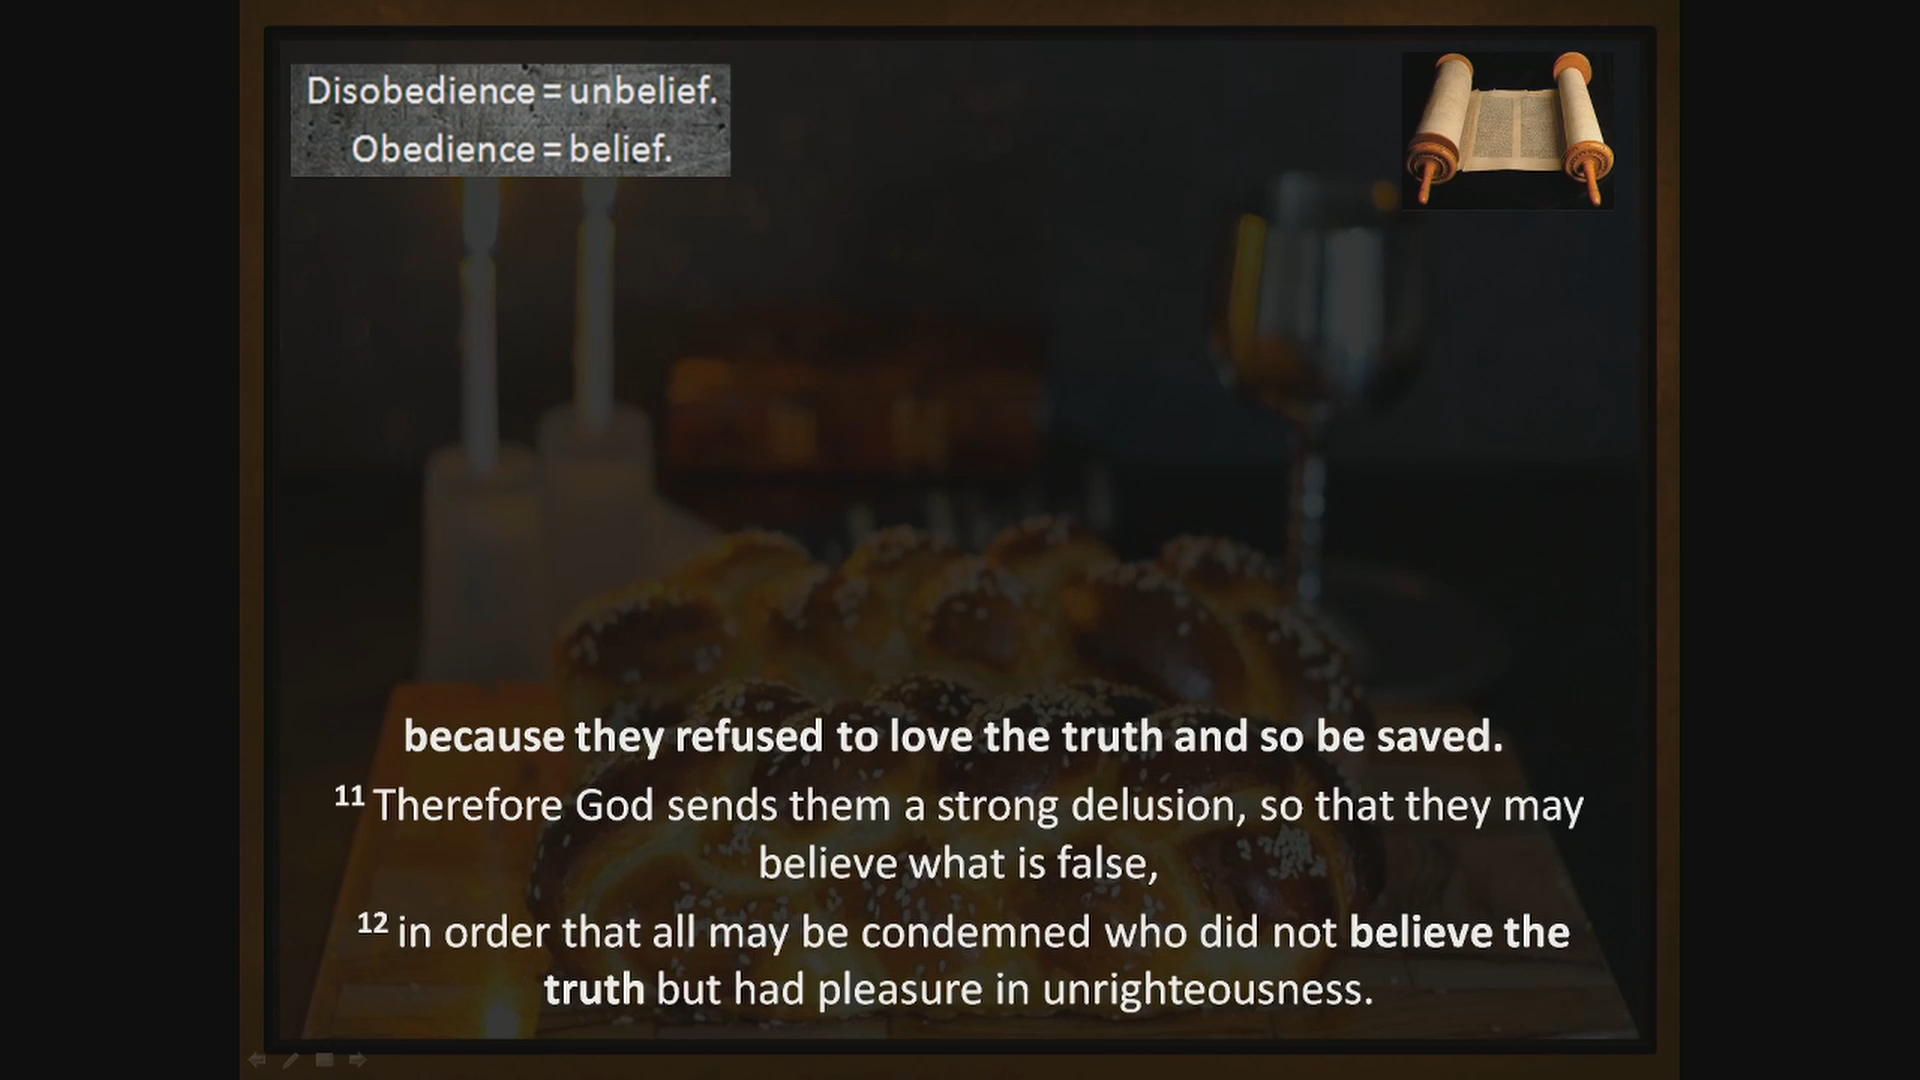 Disobedience = unbelief.
Obedience = belief.
because they refused to love the truth and so be saved.
11 Therefore God sends them a strong delusion, so that they may
believe what is false,
12 in order that all may be condemned who did not believe the
truth but had pleasure in unrighteousness.